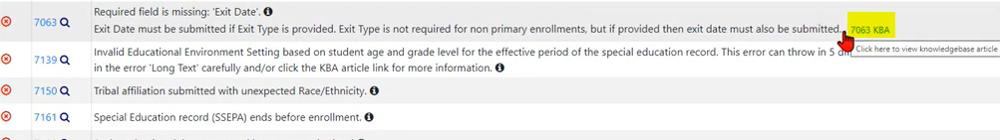 Required field is missing: 'Exit Date'.
7063
Exit Date must be submitted if Exit Type is provided. Exit Type is not required for non primary enrollments, but if provided then exit date must also be submitted. 7063 KBA
Click here to view knowledgebase article
7139
Invalid Educational Environment Setting based on student age and grade level for the effective period of the special education record. This error can throw in 5
in the error 'Long Text' carefully and/or click the KBA article link for more information.
7150 Tribal affiliation submitted with unexpected Race/Ethnicity.
7161 Special Education record (SSEPA) ends before enrollment.